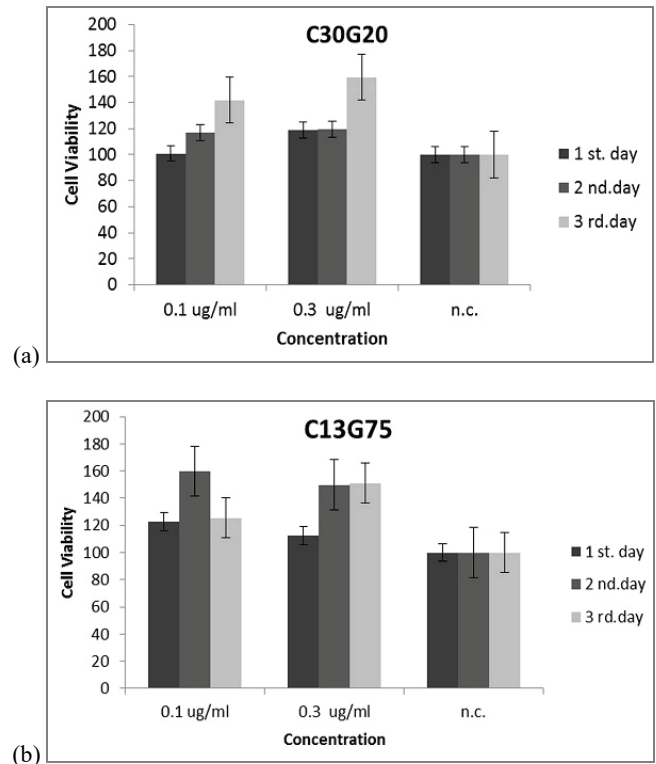 C30G20
200
180
160
140
120
100
80
60
40
20
0
Cell Viability
0.1 ug/ml 0.3 ug/ml n.c.
Concentration
1 st. day
2 nd.day
3 rd.day
(a)
C13G75
200
180
160
140
120
100
80
60
40
20
0
Cell Viability
0.1 ug/ml 0.3 ug/ml n.c.
Concentration
1 st. day
2 nd.day
3 rd.day
(b)